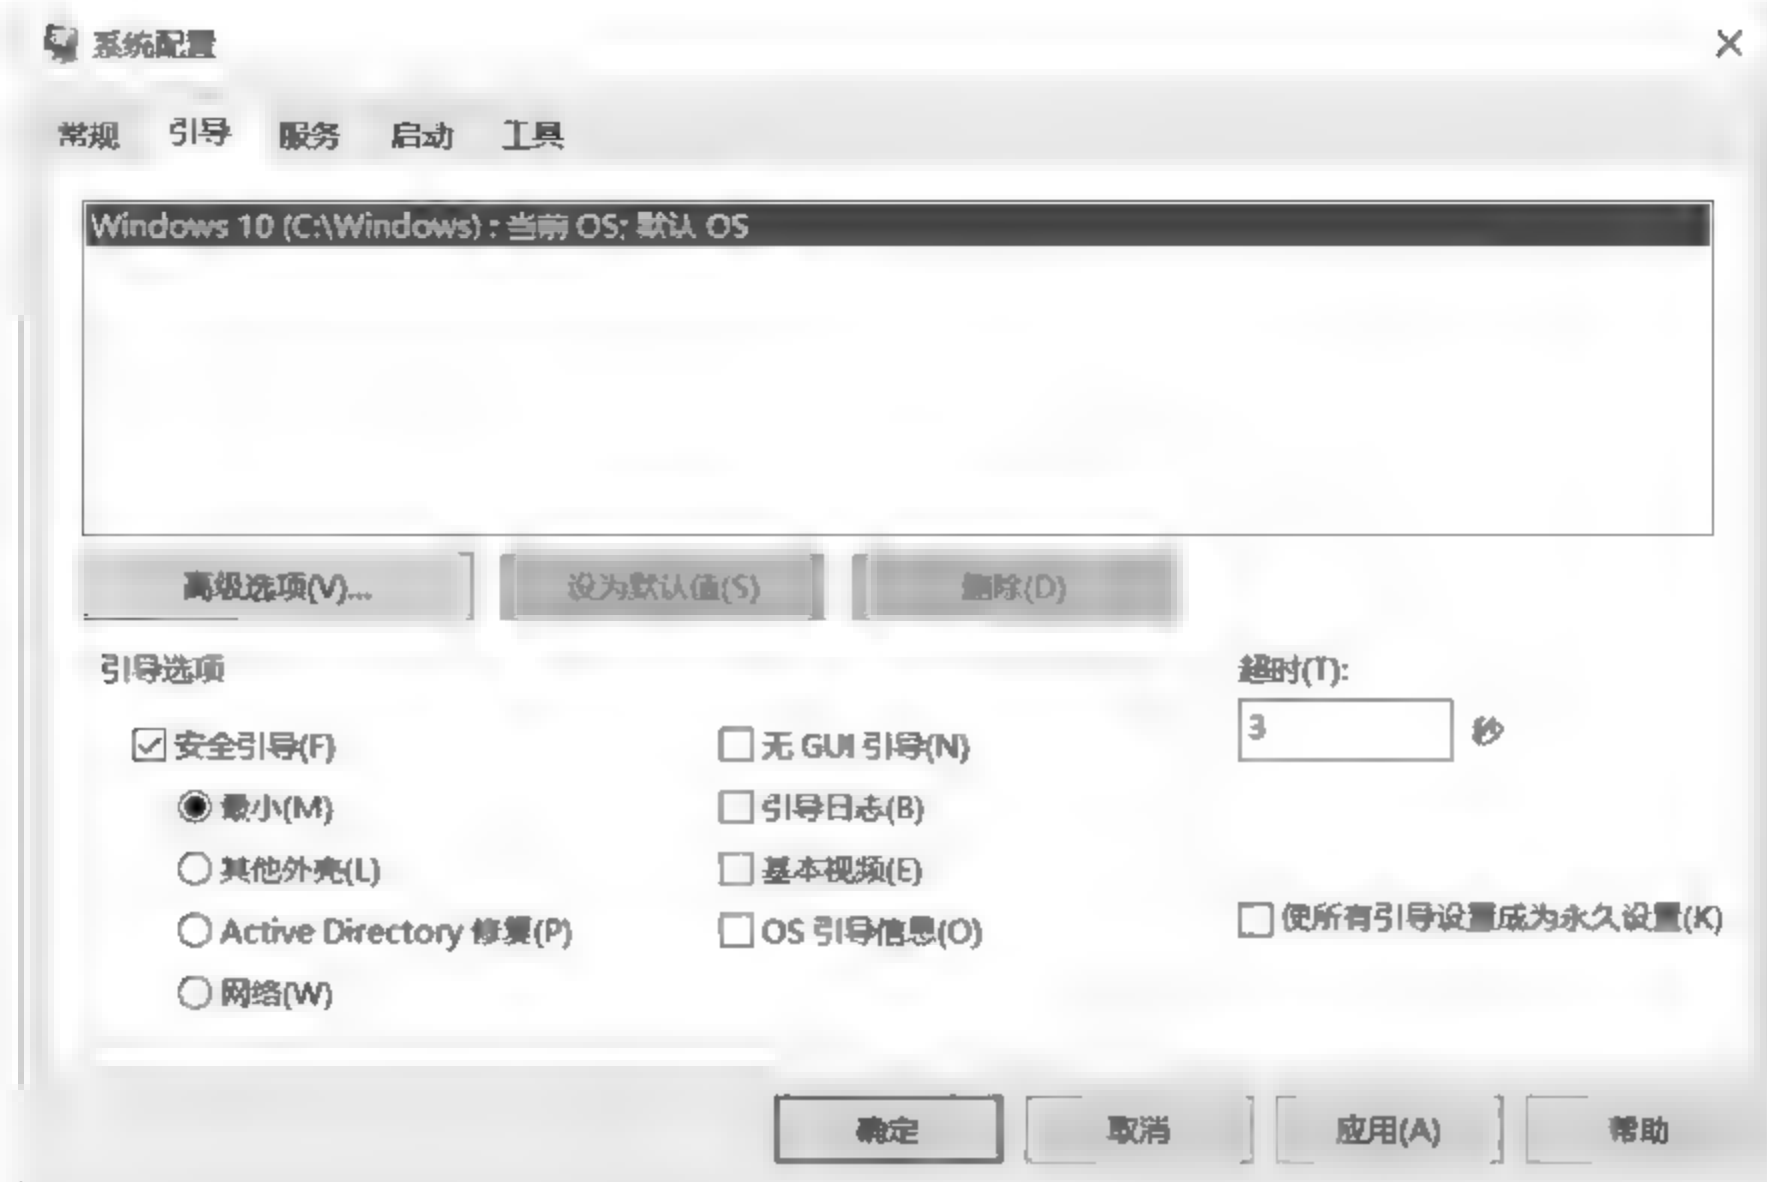 系统配置
常规 引导 服务 启动 工具
Windows 10 (C:\Windows) : 当前 OS; 默认 OS
高级选项(V)... 设为默认值(S) 删除(D)
引导选项 超时(T):
安全引导(F) 无 GUI 引导(N) 3 秒
最小(M) 引导日志(B)
其他外壳(L) 基本视频(E)
Active Directory 修复(P) OS 引导信息(O) 使所有引导设置成为永久设置(K)
网络(W)
确定 取消 应用(A) 帮助